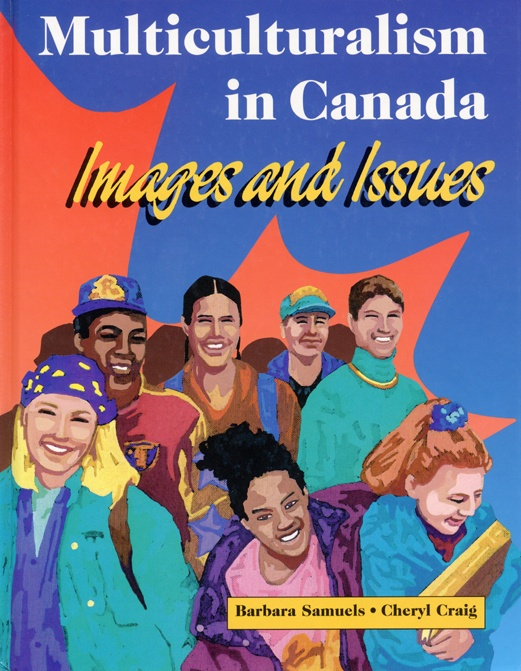 Multiculturalism
in Canada
Images and Issues
R
T
Barbara Samuels • Cheryl Craig